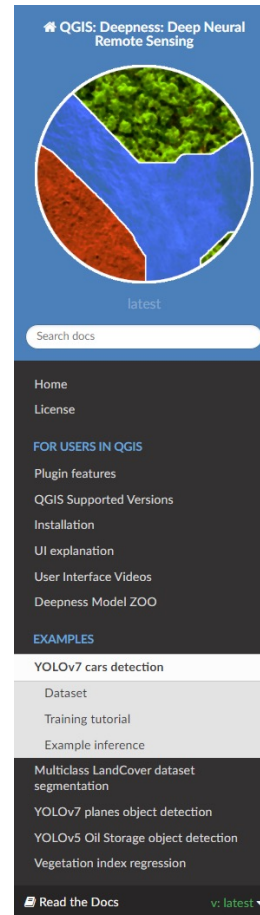 QGIS: Deepness: Deep Neural
Remote Sensing
latest
Search docs
Home
License
FOR USERS IN QGIS
Plugin features
QGIS Supported Versions
Installation
UI explanation
User Interface Videos
Deepness Model ZOO
EXAMPLES
YOLOv7 cars detection
Dataset
Training tutorial
Example inference
Multiclass LandCover dataset
segmentation
YOLOv7 planes object detection
YOLOv5 Oil Storage object detection
Vegetation index regression
Read the Docs
v: latest